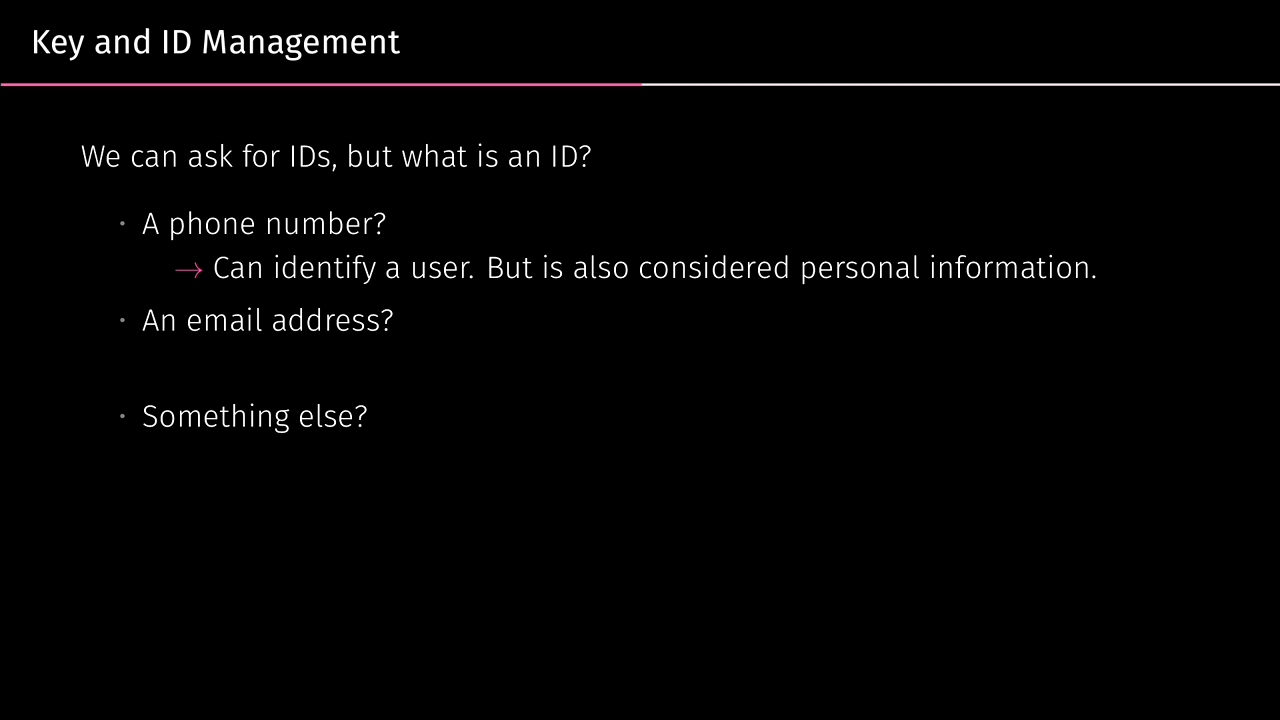 Key and ID Management
We can ask for IDs, but what is an ID?
· A phone number?
→ Can identify a user. But is also considered personal information.
· An email address?
· Something else?